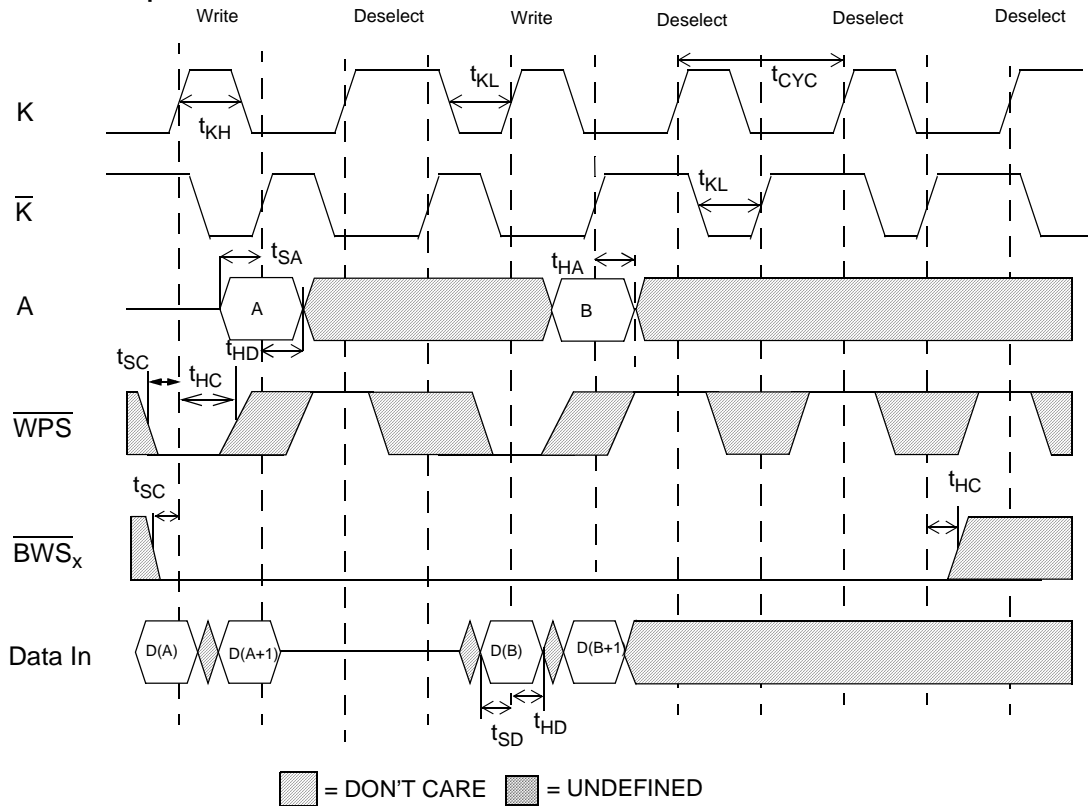 Write Deselect Write Deselect Deselect Deselect
K
tKH
tKL
tCYC
K
tKL
A
tSA
A
tHD
tHA
B
WPS
tSC
tHC
BWSx
tSC
tHC
Data In
D(A)
D(A+1)
D(B)
D(B+1)
tSD
tHD
= DON'T CARE = UNDEFINED